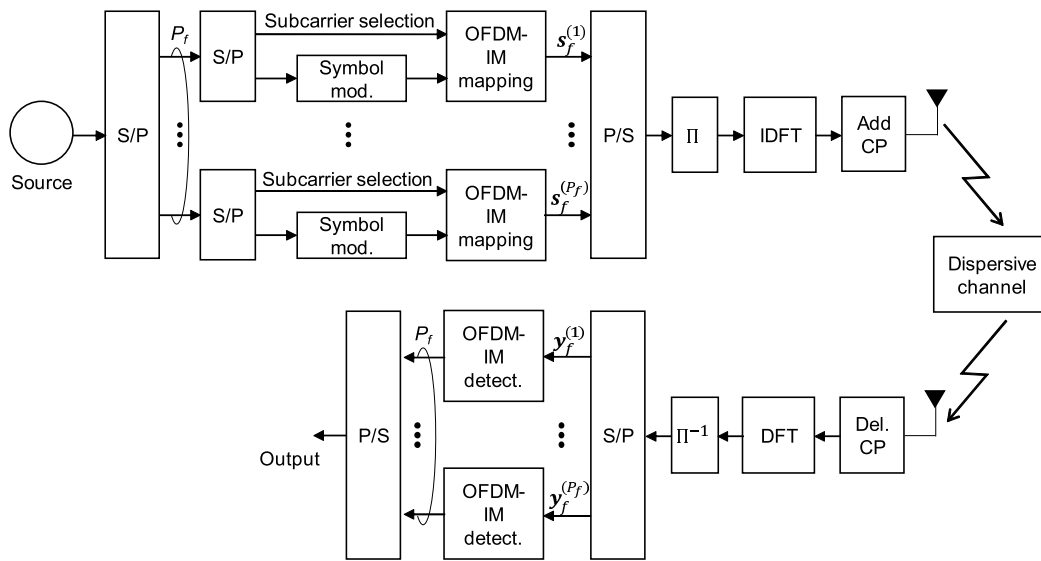 P_f
Subcarrier selection
S/P
Symbol
mod.
OFDM-
IM
mapping
s_f^{(1)}
Source
S/P
P/S
Π
IDFT
Add
CP
Subcarrier selection
S/P
Symbol
mod.
OFDM-
IM
mapping
s_f^{(P_f)}
Dispersive
channel
P_f
OFDM-
IM
detect.
y_f^{(1)}
Output
P/S
S/P
Π^{-1}
DFT
Del.
CP
OFDM-
IM
detect.
y_f^{(P_f)}